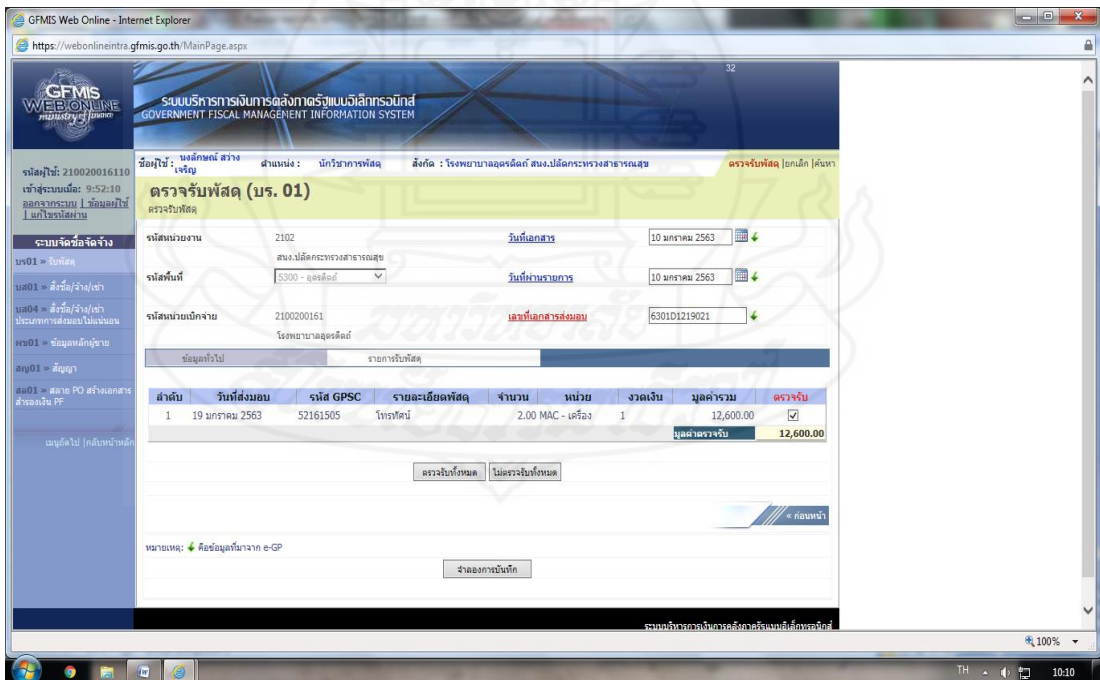 GFMIS Web Online - Internet Explorer
https://webonlineintra.gfmis.go.th/MainPage.aspx
32
GFMIS
WEB ONLINE
ministry of finance
ระบบบริหารการเงินการคลังภาครัฐแบบอิเล็กทรอนิกส์
GOVERNMENT FISCAL MANAGEMENT INFORMATION SYSTEM
ชื่อผู้ใช้ : นงลักษณ์ สว่างเจริญ ตำแหน่ง : นักวิชาการพัสดุ สังกัด : โรงพยาบาลอุตรดิตถ์ สนง.ปลัดกระทรวงสาธารณสุข ตรวจรับพัสดุ |ยกเลิก |ค้นหา
รหัสผู้ใช้: 210020016110
เข้าสู่ระบบเมื่อ: 9:52:10
ออกจากระบบ | ข้อมูลผู้ใช้
| แก้ไขรหัสผ่าน
ระบบจัดซื้อจัดจ้าง
บร01 » รับพัสดุ
บส01 » สั่งซื้อ/จ้าง/เช่า
บส04 » สั่งซื้อ/จ้าง/เช่า
ประเภทการส่งมอบไม่แน่นอน
ผข01 » ข้อมูลหลักผู้ขาย
สญ01 » สัญญา
สล01 » สลาย PO สร้างเอกสาร
สำรองเงิน PF
เมนูถัดไป |กลับหน้าหลัก
ตรวจรับพัสดุ (บร. 01)
ตรวจรับพัสดุ
รหัสหน่วยงาน 2102 วันที่เอกสาร 10 มกราคม 2563
สนง.ปลัดกระทรวงสาธารณสุข
รหัสพื้นที่ 5300 - อุตรดิตถ์ วันที่ผ่านรายการ 10 มกราคม 2563
รหัสหน่วยเบิกจ่าย 2100200161 เลขที่เอกสารส่งมอบ 6301D1219021
โรงพยาบาลอุตรดิตถ์
ข้อมูลทั่วไป รายการรับพัสดุ
ลำดับ วันที่ส่งมอบ รหัส GPSC รายละเอียดพัสดุ จำนวน หน่วย งวดเงิน มูลค่ารวม ตรวจรับ
1 19 มกราคม 2563 52161505 โทรทัศน์ 2.00 MAC - เครื่อง 1 12,600.00
มูลค่าตรวจรับ 12,600.00
ตรวจรับทั้งหมด ไม่ตรวจรับทั้งหมด
« ก่อนหน้า
หมายเหตุ: คือข้อมูลที่มาจาก e-GP
จำลองการบันทึก
ระบบบริหารการเงินการคลังภาครัฐแบบอิเล็กทรอนิกส์
100%
TH 10:10